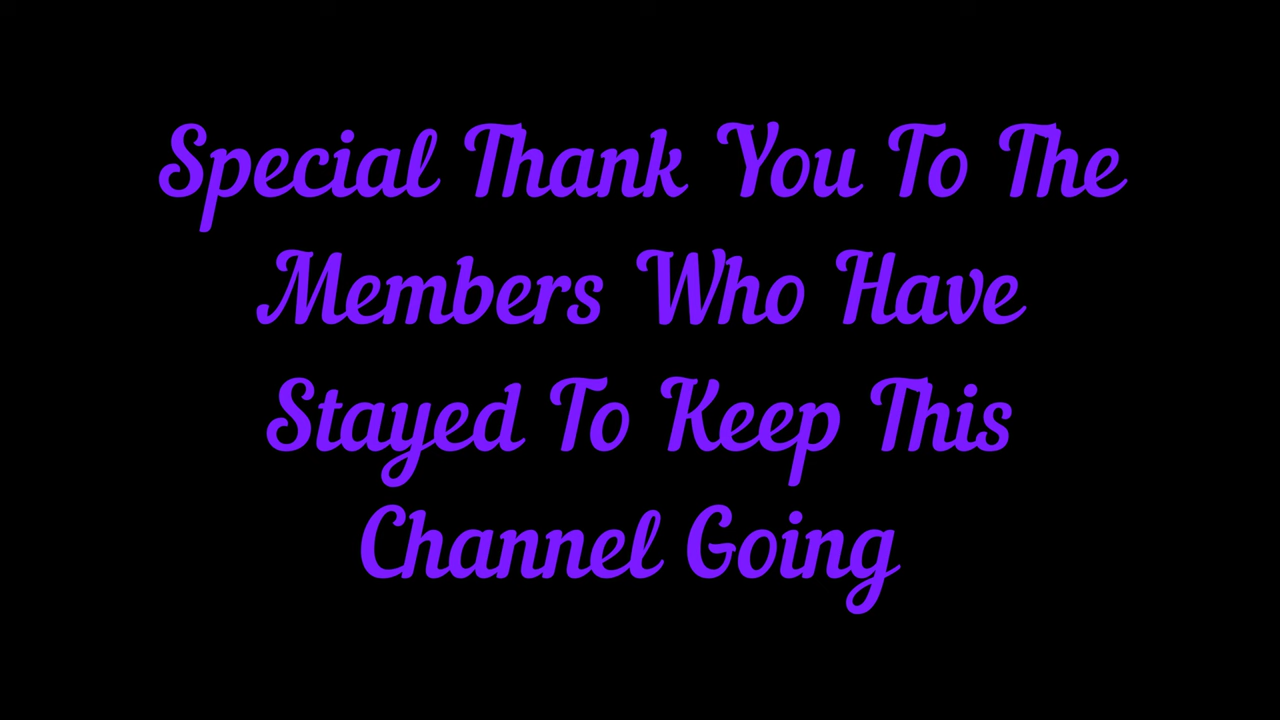 Special Thank You To The
Members Who Have
Stayed To Keep This
Channel Going